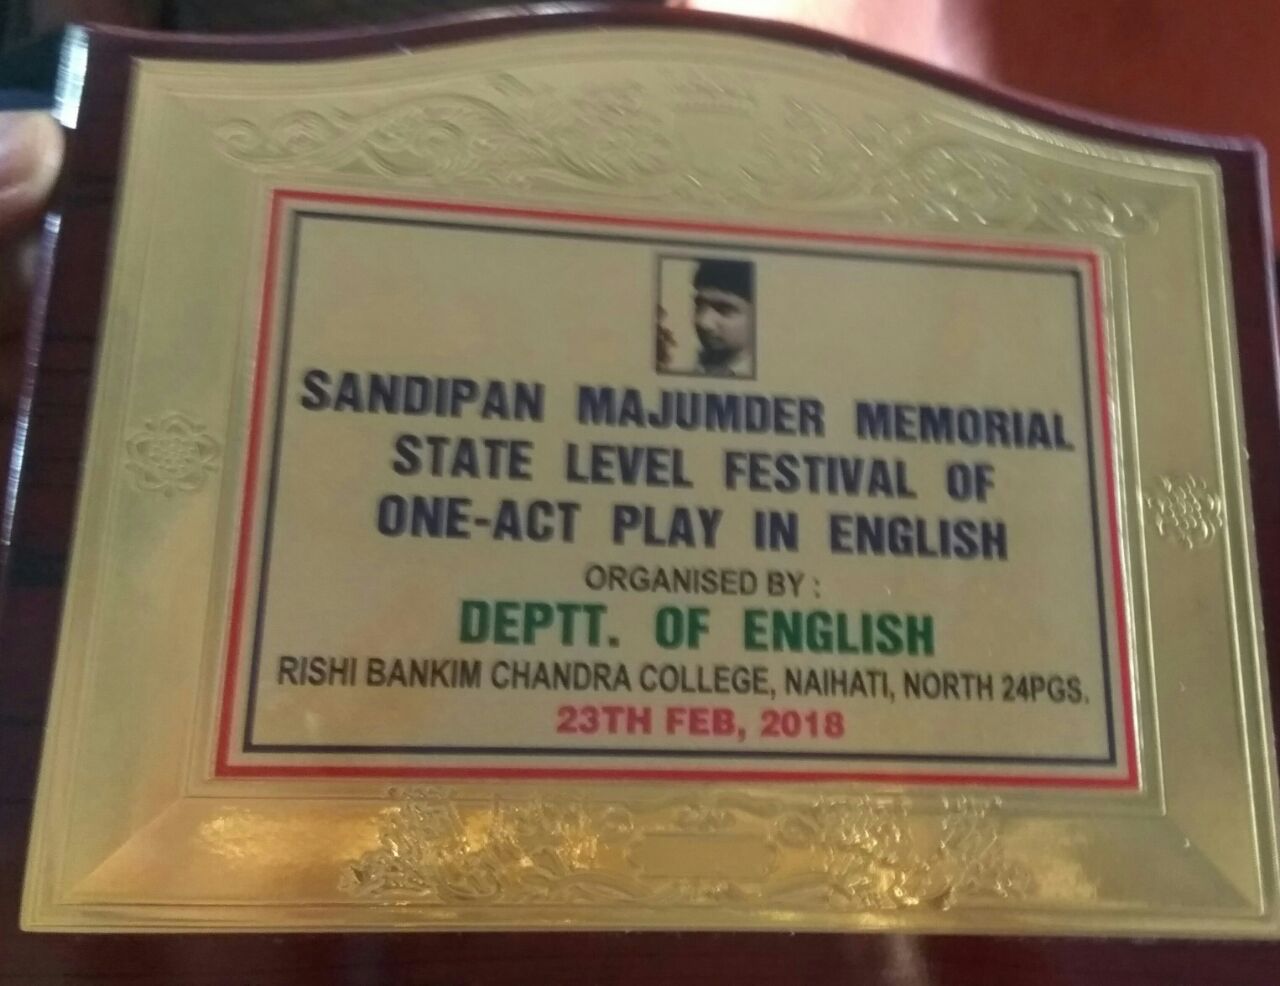 SANDIPAN MAJUMDER MEMORIAL
STATE LEVEL FESTIVAL OF
ONE-ACT PLAY IN ENGLISH
ORGANISED BY :
DEPTT. OF ENGLISH
RISHI BANKIM CHANDRA COLLEGE, NAIHATI, NORTH 24PGS.
23TH FEB, 2018